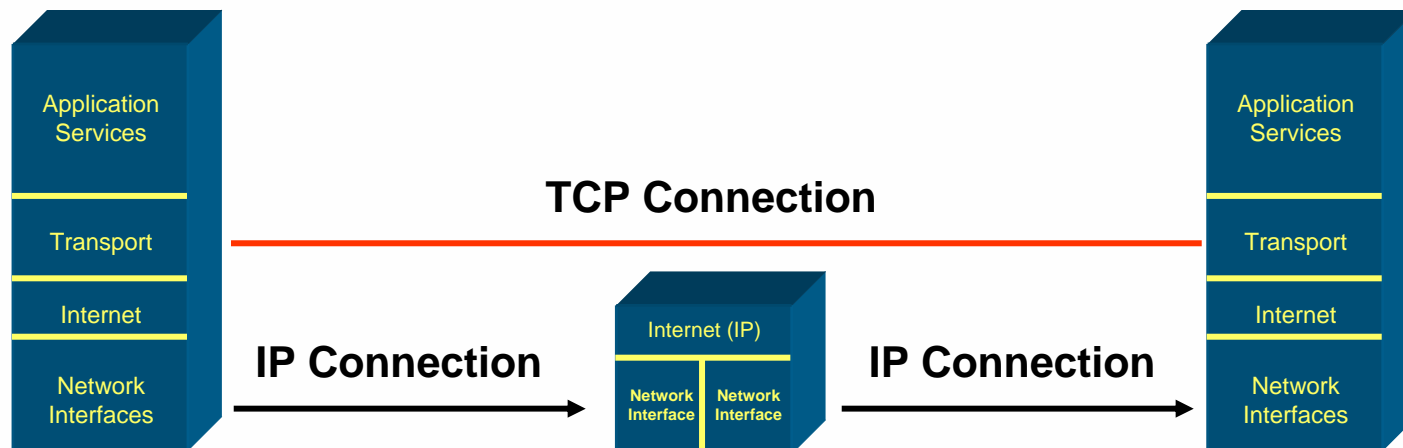 Application
Services
Transport
Internet
Network
Interfaces
TCP Connection
IP Connection
Internet (IP)
Network
Interface
Network
Interface
IP Connection
Application
Services
Transport
Internet
Network
Interfaces